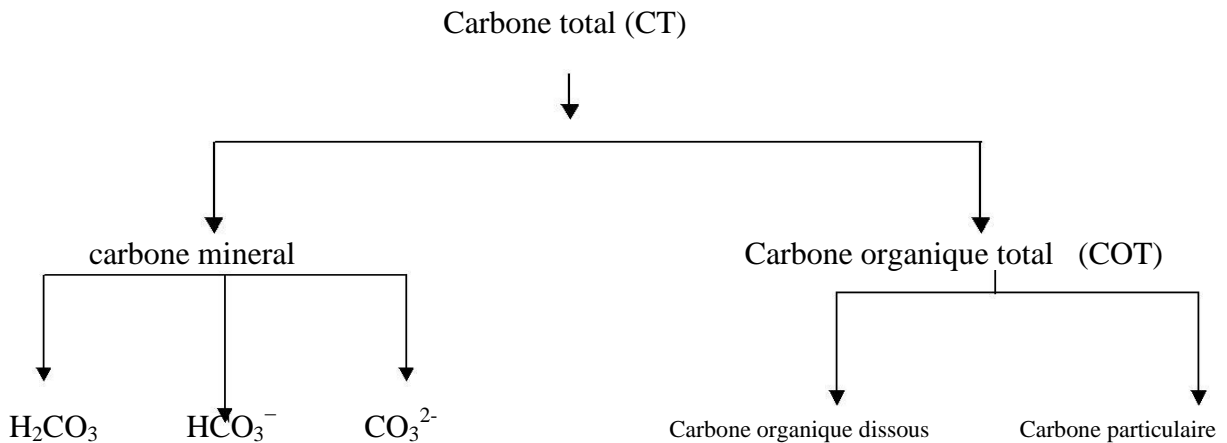 Carbone total (CT)
carbone mineral
Carbone organique total (COT)
H₂CO₃
HCO₃⁻
CO₃²⁻
Carbone organique dissous
Carbone particulaire